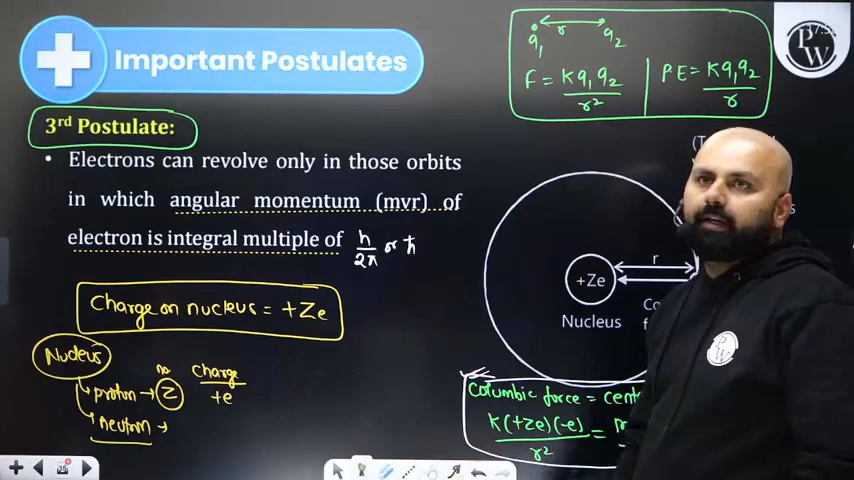 Important Postulates
3rd Postulate:
• Electrons can revolve only in those orbits
in which angular momentum (mvr) of
electron is integral multiple of h/2π or ħ
Charge on nucleus = +Ze
Nucleus
no. Charge
proton → Z +e
neutron →
q1 r q2
F = Kq1q2/r² | P.E = Kq1q2/r
PW
+Ze
r
Nucleus
Co
Columbic force = cent
K(+Ze)(-e)/r² =
PW